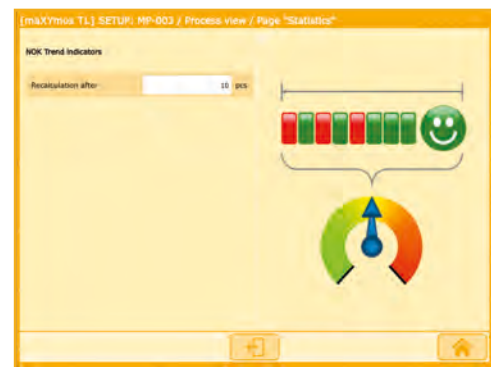 [maXYmos TL] SETUP: MP-003 / Process view / Page "Statistics"
NOK Trend indicators
Recalculation after 10 pcs